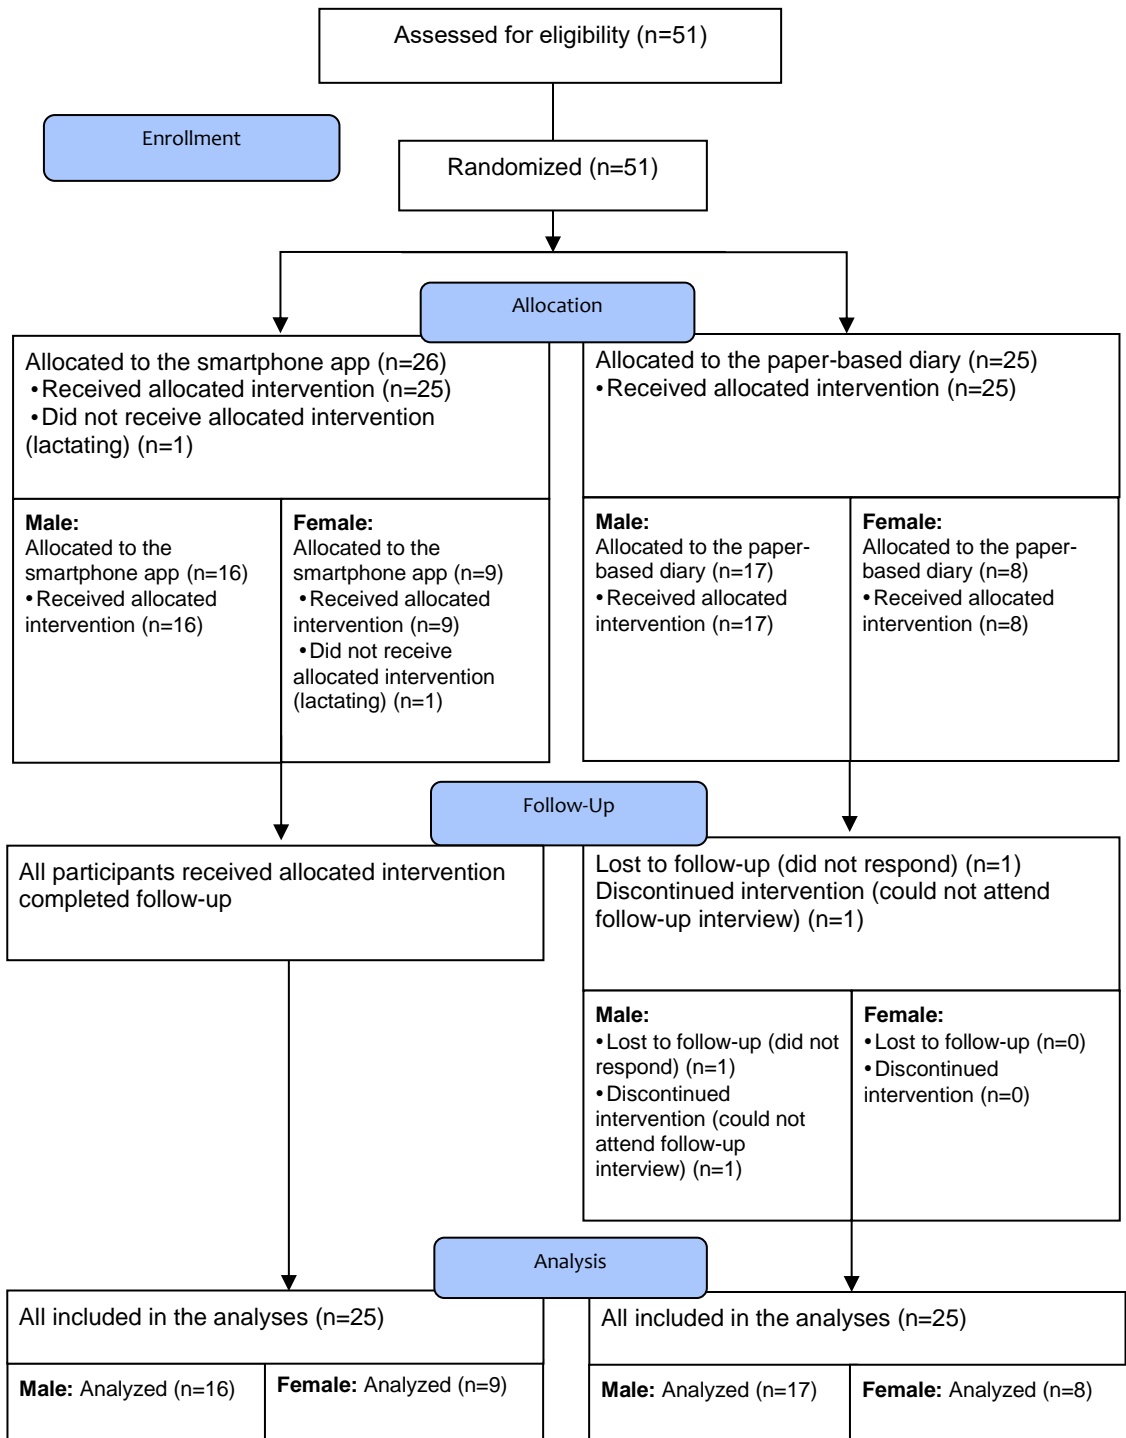 Assessed for eligibility (n=51)
Enrollment
Randomized (n=51)
Allocation
Allocated to the smartphone app (n=26)
•Received allocated intervention (n=25)
•Did not receive allocated intervention
(lactating) (n=1)
Allocated to the paper-based diary (n=25)
•Received allocated intervention (n=25)
Male:
Allocated to the
smartphone app (n=16)
•Received allocated
intervention (n=16)
Female:
Allocated to the
smartphone app (n=9)
•Received allocated
intervention (n=9)
•Did not receive
allocated intervention
(lactating) (n=1)
Male:
Allocated to the paper-
based diary (n=17)
•Received allocated
intervention (n=17)
Female:
Allocated to the paper-
based diary (n=8)
•Received allocated
intervention (n=8)
Follow-Up
All participants received allocated intervention
completed follow-up
Lost to follow-up (did not respond) (n=1)
Discontinued intervention (could not attend
follow-up interview) (n=1)
Male:
•Lost to follow-up (did not
respond) (n=1)
•Discontinued
intervention (could not
attend follow-up
interview) (n=1)
Female:
•Lost to follow-up (n=0)
•Discontinued
intervention (n=0)
Analysis
All included in the analyses (n=25)
Male: Analyzed (n=16)
Female: Analyzed (n=9)
All included in the analyses (n=25)
Male: Analyzed (n=17)
Female: Analyzed (n=8)